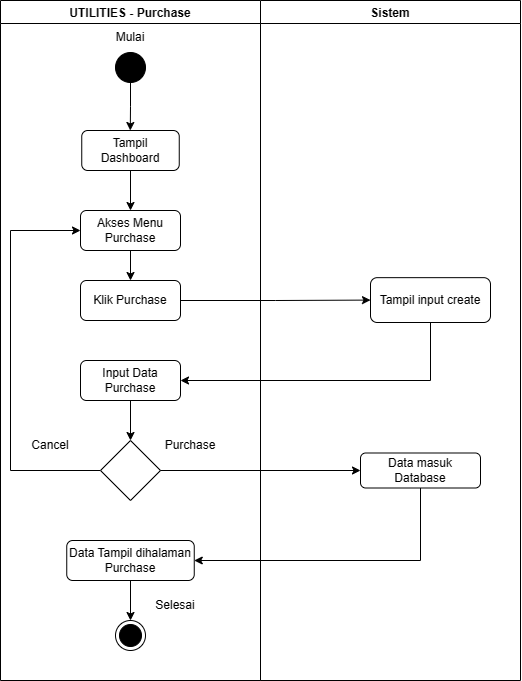 UTILITIES - Purchase
Sistem
Mulai
Tampil
Dashboard
Akses Menu
Purchase
Klik Purchase
Tampil input create
Input Data
Purchase
Cancel
Purchase
Data masuk
Database
Data Tampil dihalaman
Purchase
Selesai